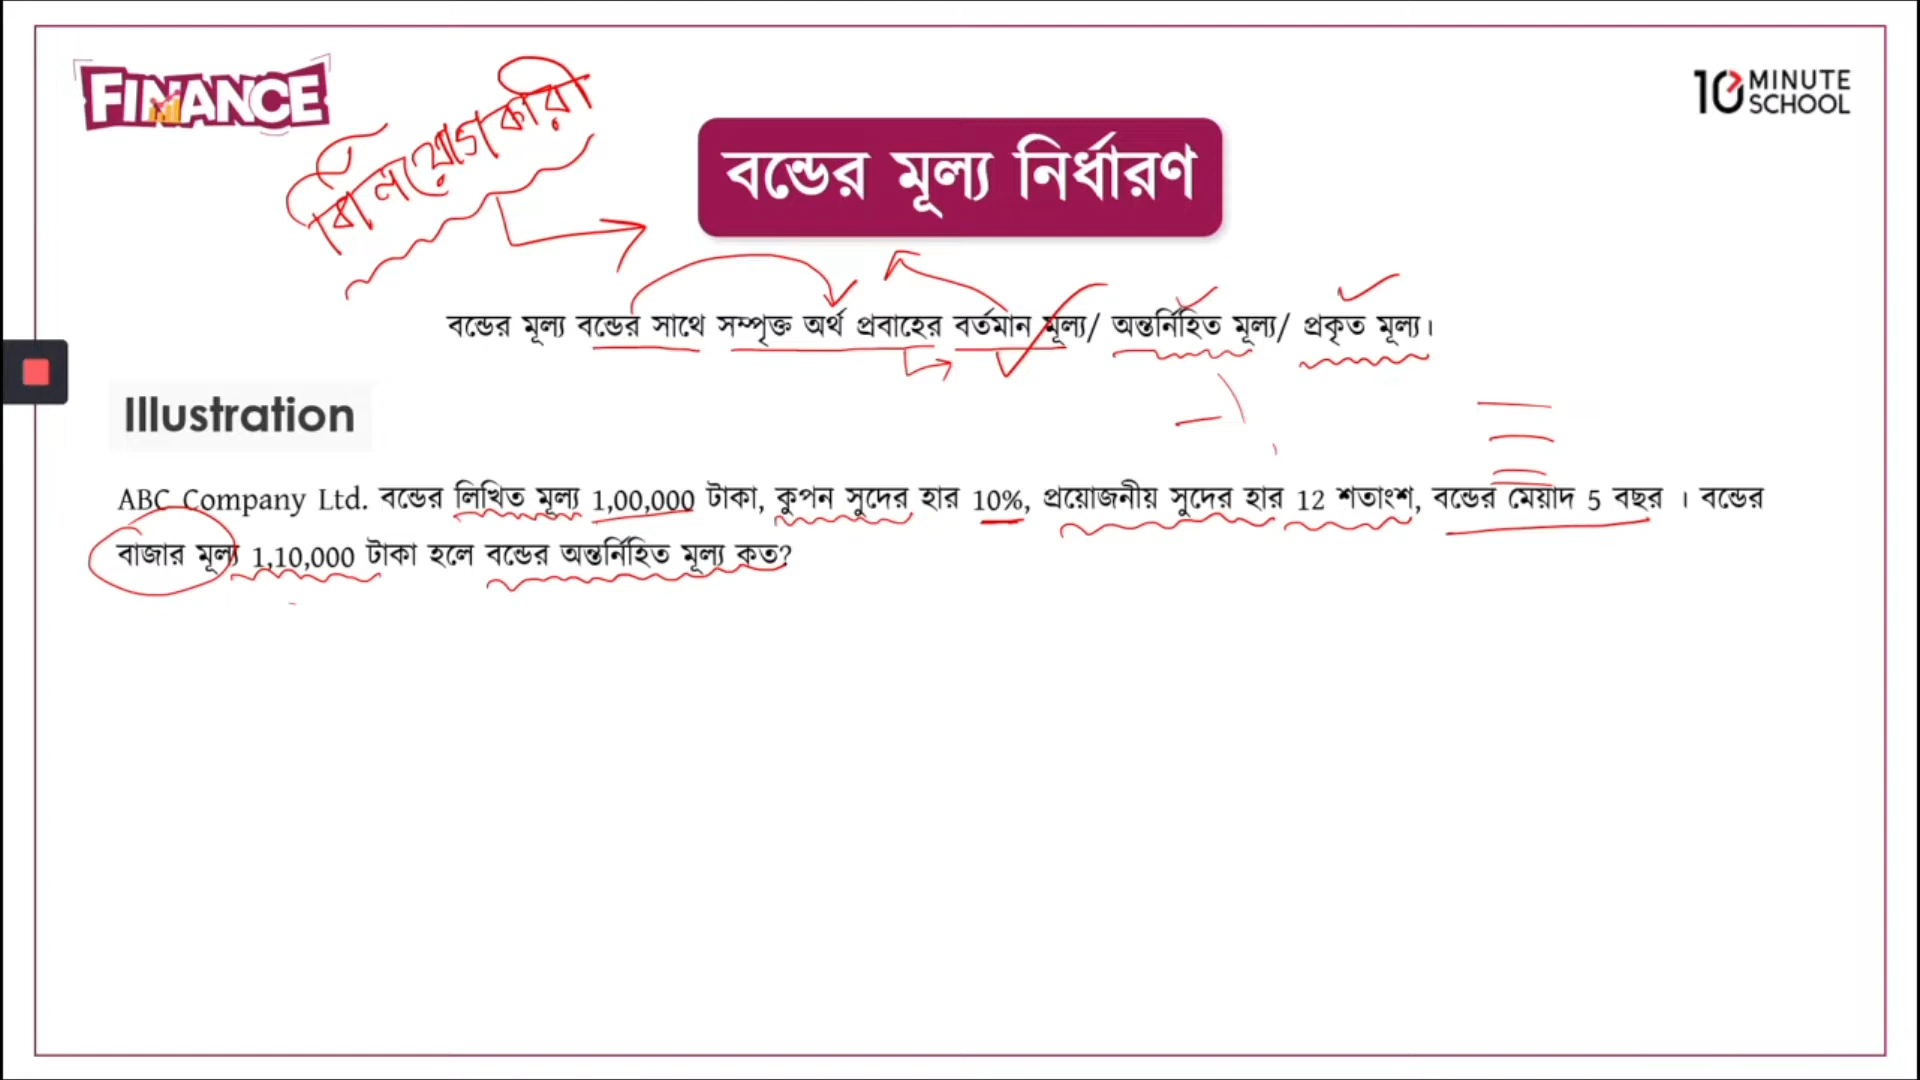 FINANCE
10 MINUTE SCHOOL
বিনিয়োগকারী
বন্ডের মূল্য নির্ধারণ
বন্ডের মূল্য বন্ডের সাথে সম্পৃক্ত অর্থ প্রবাহের বর্তমান মূল্য/ অন্তর্নিহিত মূল্য/ প্রকৃত মূল্য।
Illustration
ABC Company Ltd. বন্ডের লিখিত মূল্য 1,00,000 টাকা, কুপন সুদের হার 10%, প্রয়োজনীয় সুদের হার 12 শতাংশ, বন্ডের মেয়াদ 5 বছর । বন্ডের
বাজার মূল্য 1,10,000 টাকা হলে বন্ডের অন্তর্নিহিত মূল্য কত?